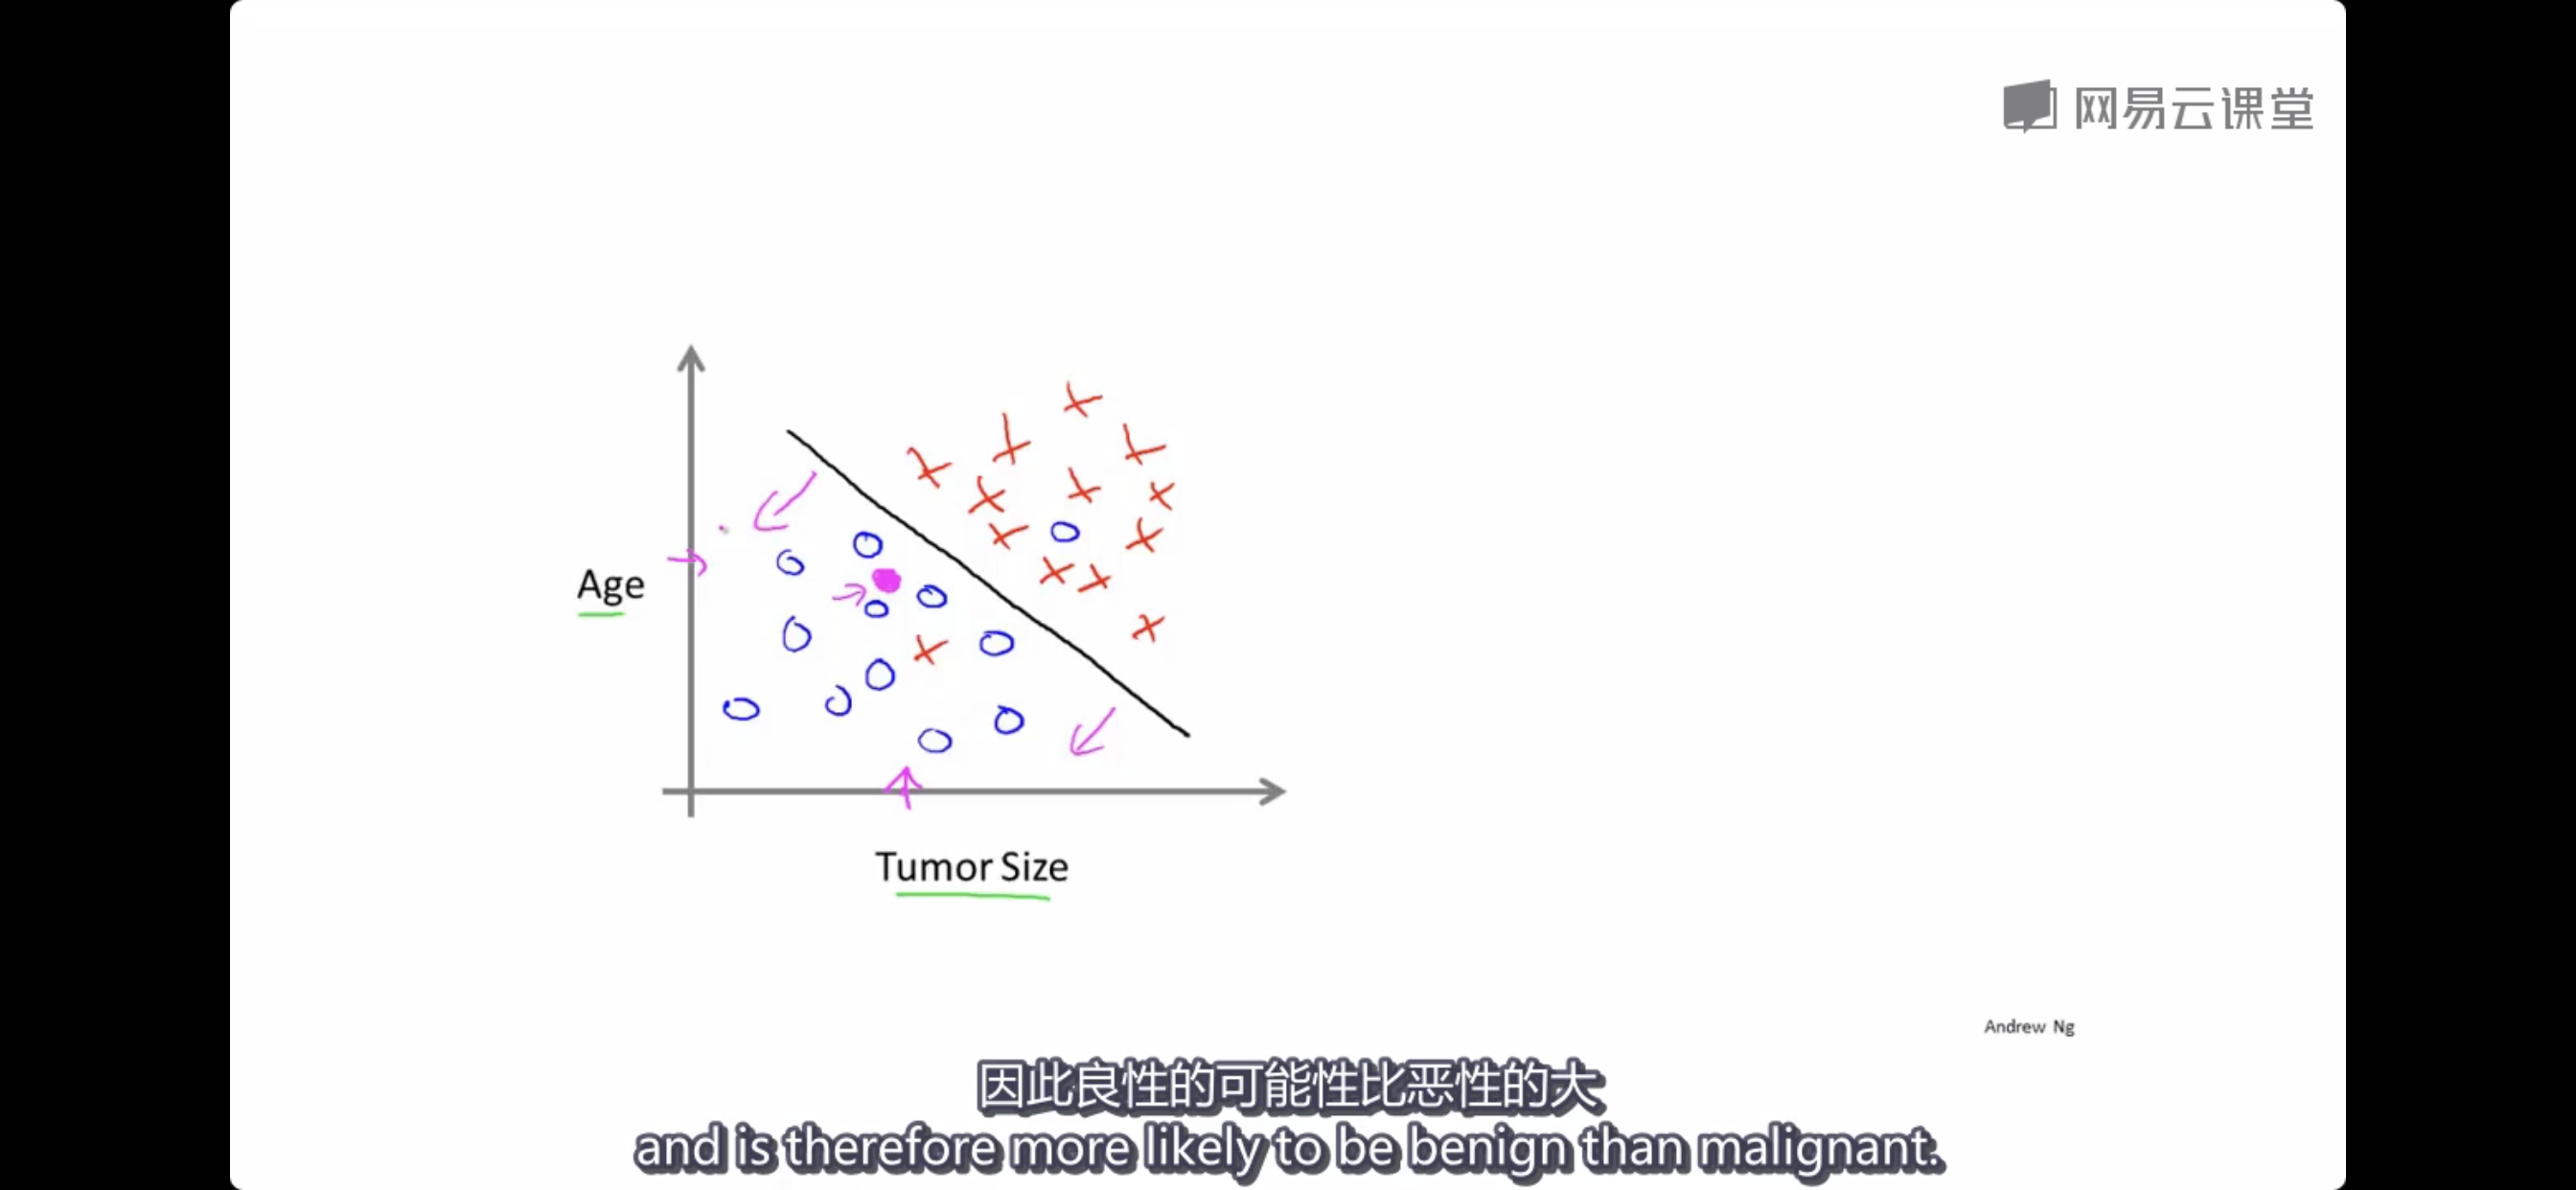 网易云课堂
Age
Tumor Size
Andrew Ng
因此良性的可能性比恶性的大
and is therefore more likely to be benign than malignant.